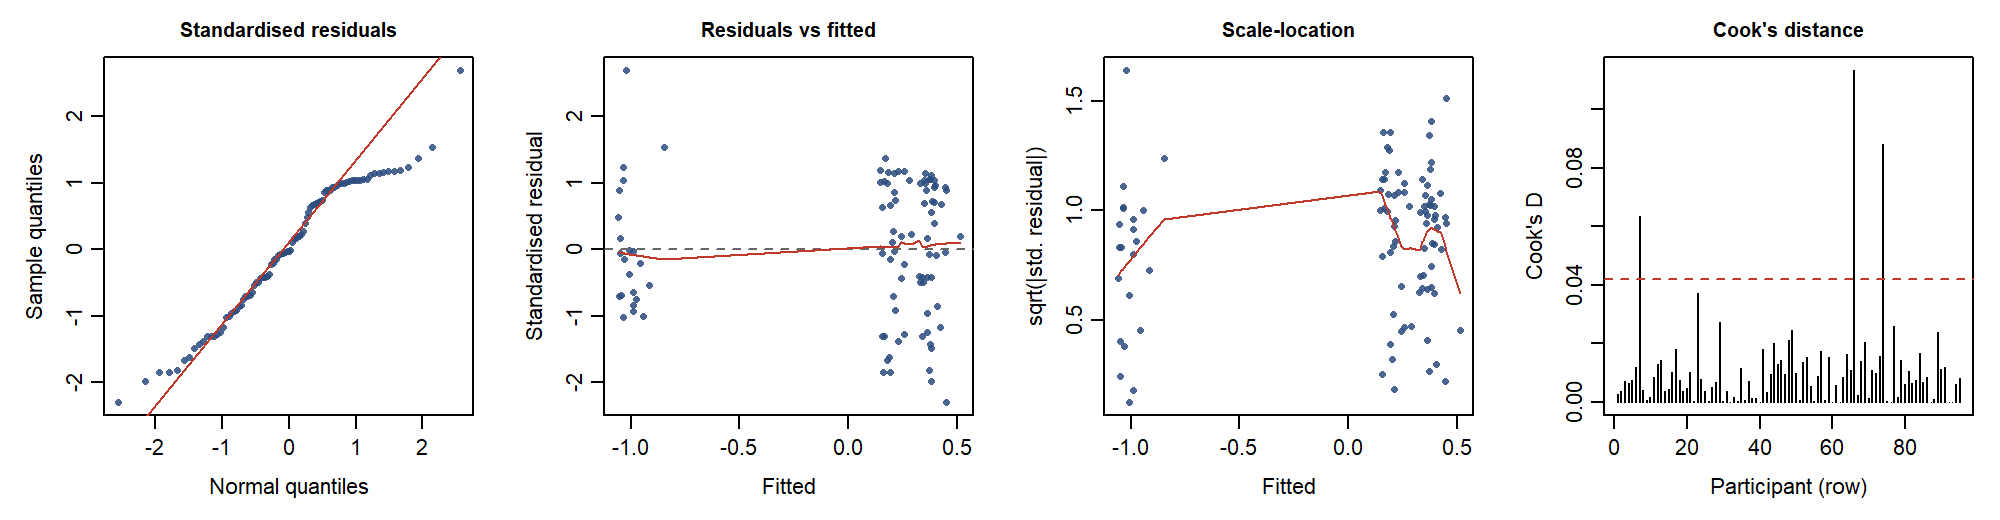 Standardised residuals
Sample quantiles
2
1
0
-1
-2
-2 -1 0 1 2
Normal quantiles
Residuals vs fitted
Standardised residual
2
1
0
-1
-2
-1.0 -0.5 0.0 0.5
Fitted
Scale-location
sqrt(|std. residual|)
1.5
1.0
0.5
-1.0 -0.5 0.0 0.5
Fitted
Cook's distance
Cook's D
0.08
0.04
0.00
0 20 40 60 80
Participant (row)